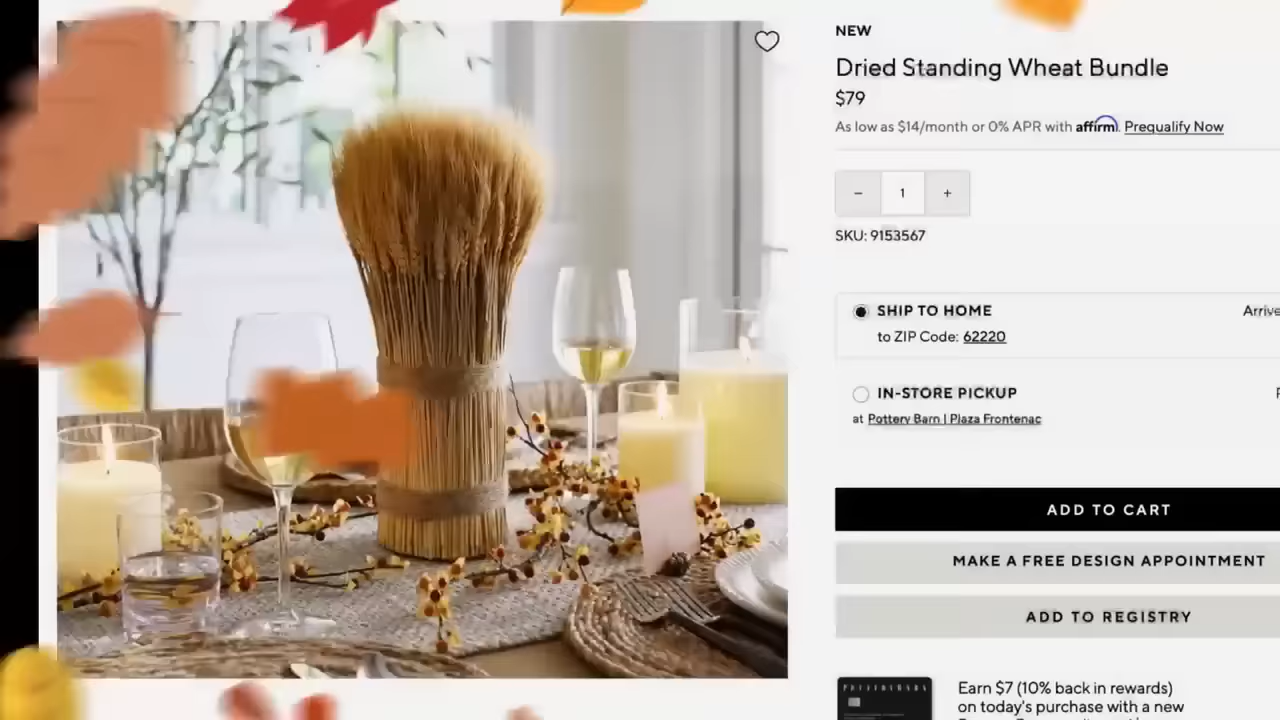 NEW
Dried Standing Wheat Bundle
$79
As low as $14/month or 0% APR with affirm. Prequalify Now
− 1 +
SKU: 9153567
SHIP TO HOME
Arrive
to ZIP Code: 62220
IN-STORE PICKUP
at Pottery Barn | Plaza Frontenac
ADD TO CART
MAKE A FREE DESIGN APPOINTMENT
ADD TO REGISTRY
POTTERY BARN
Earn $7 (10% back in rewards)
on today's purchase with a new